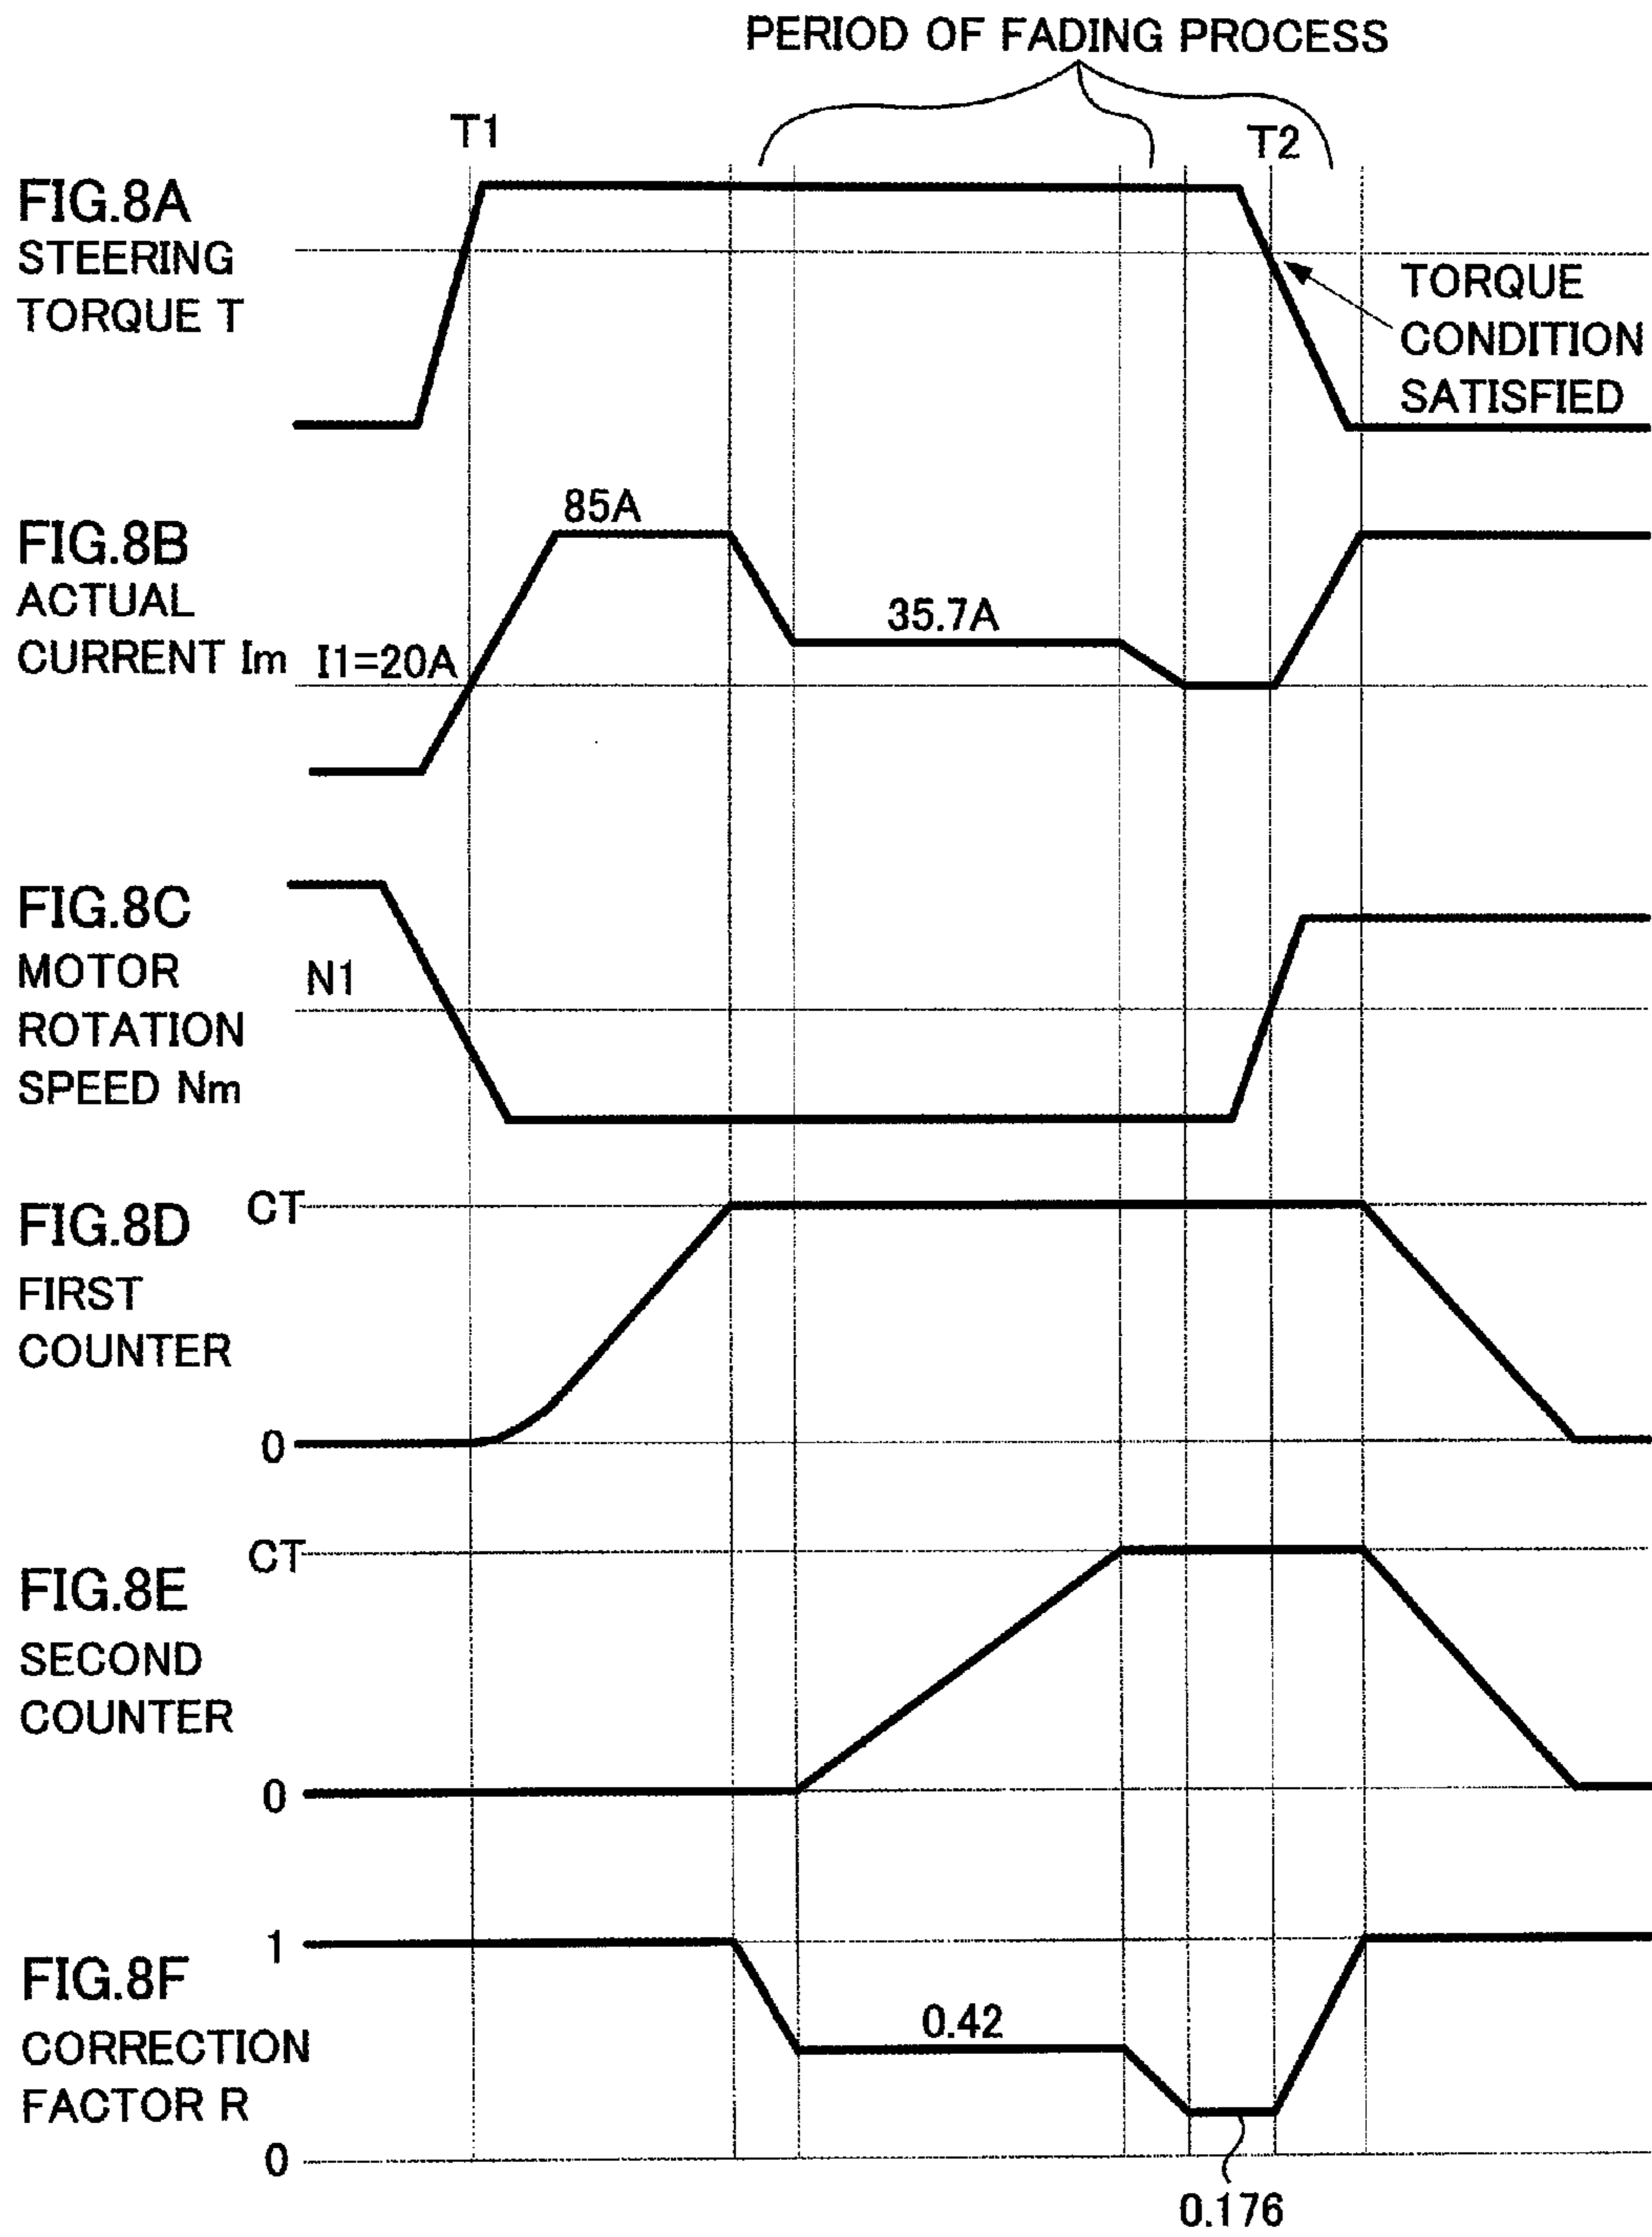 PERIOD OF FADING PROCESS
T1
T2
FIG.8A
STEERING
TORQUE T
TORQUE
CONDITION
SATISFIED
FIG.8B
ACTUAL
CURRENT Im
I1=20A
85A
35.7A
FIG.8C
MOTOR
ROTATION
SPEED Nm
N1
FIG.8D
FIRST
COUNTER
CT
0
FIG.8E
SECOND
COUNTER
CT
0
FIG.8F
CORRECTION
FACTOR R
1
0
0.42
0.176